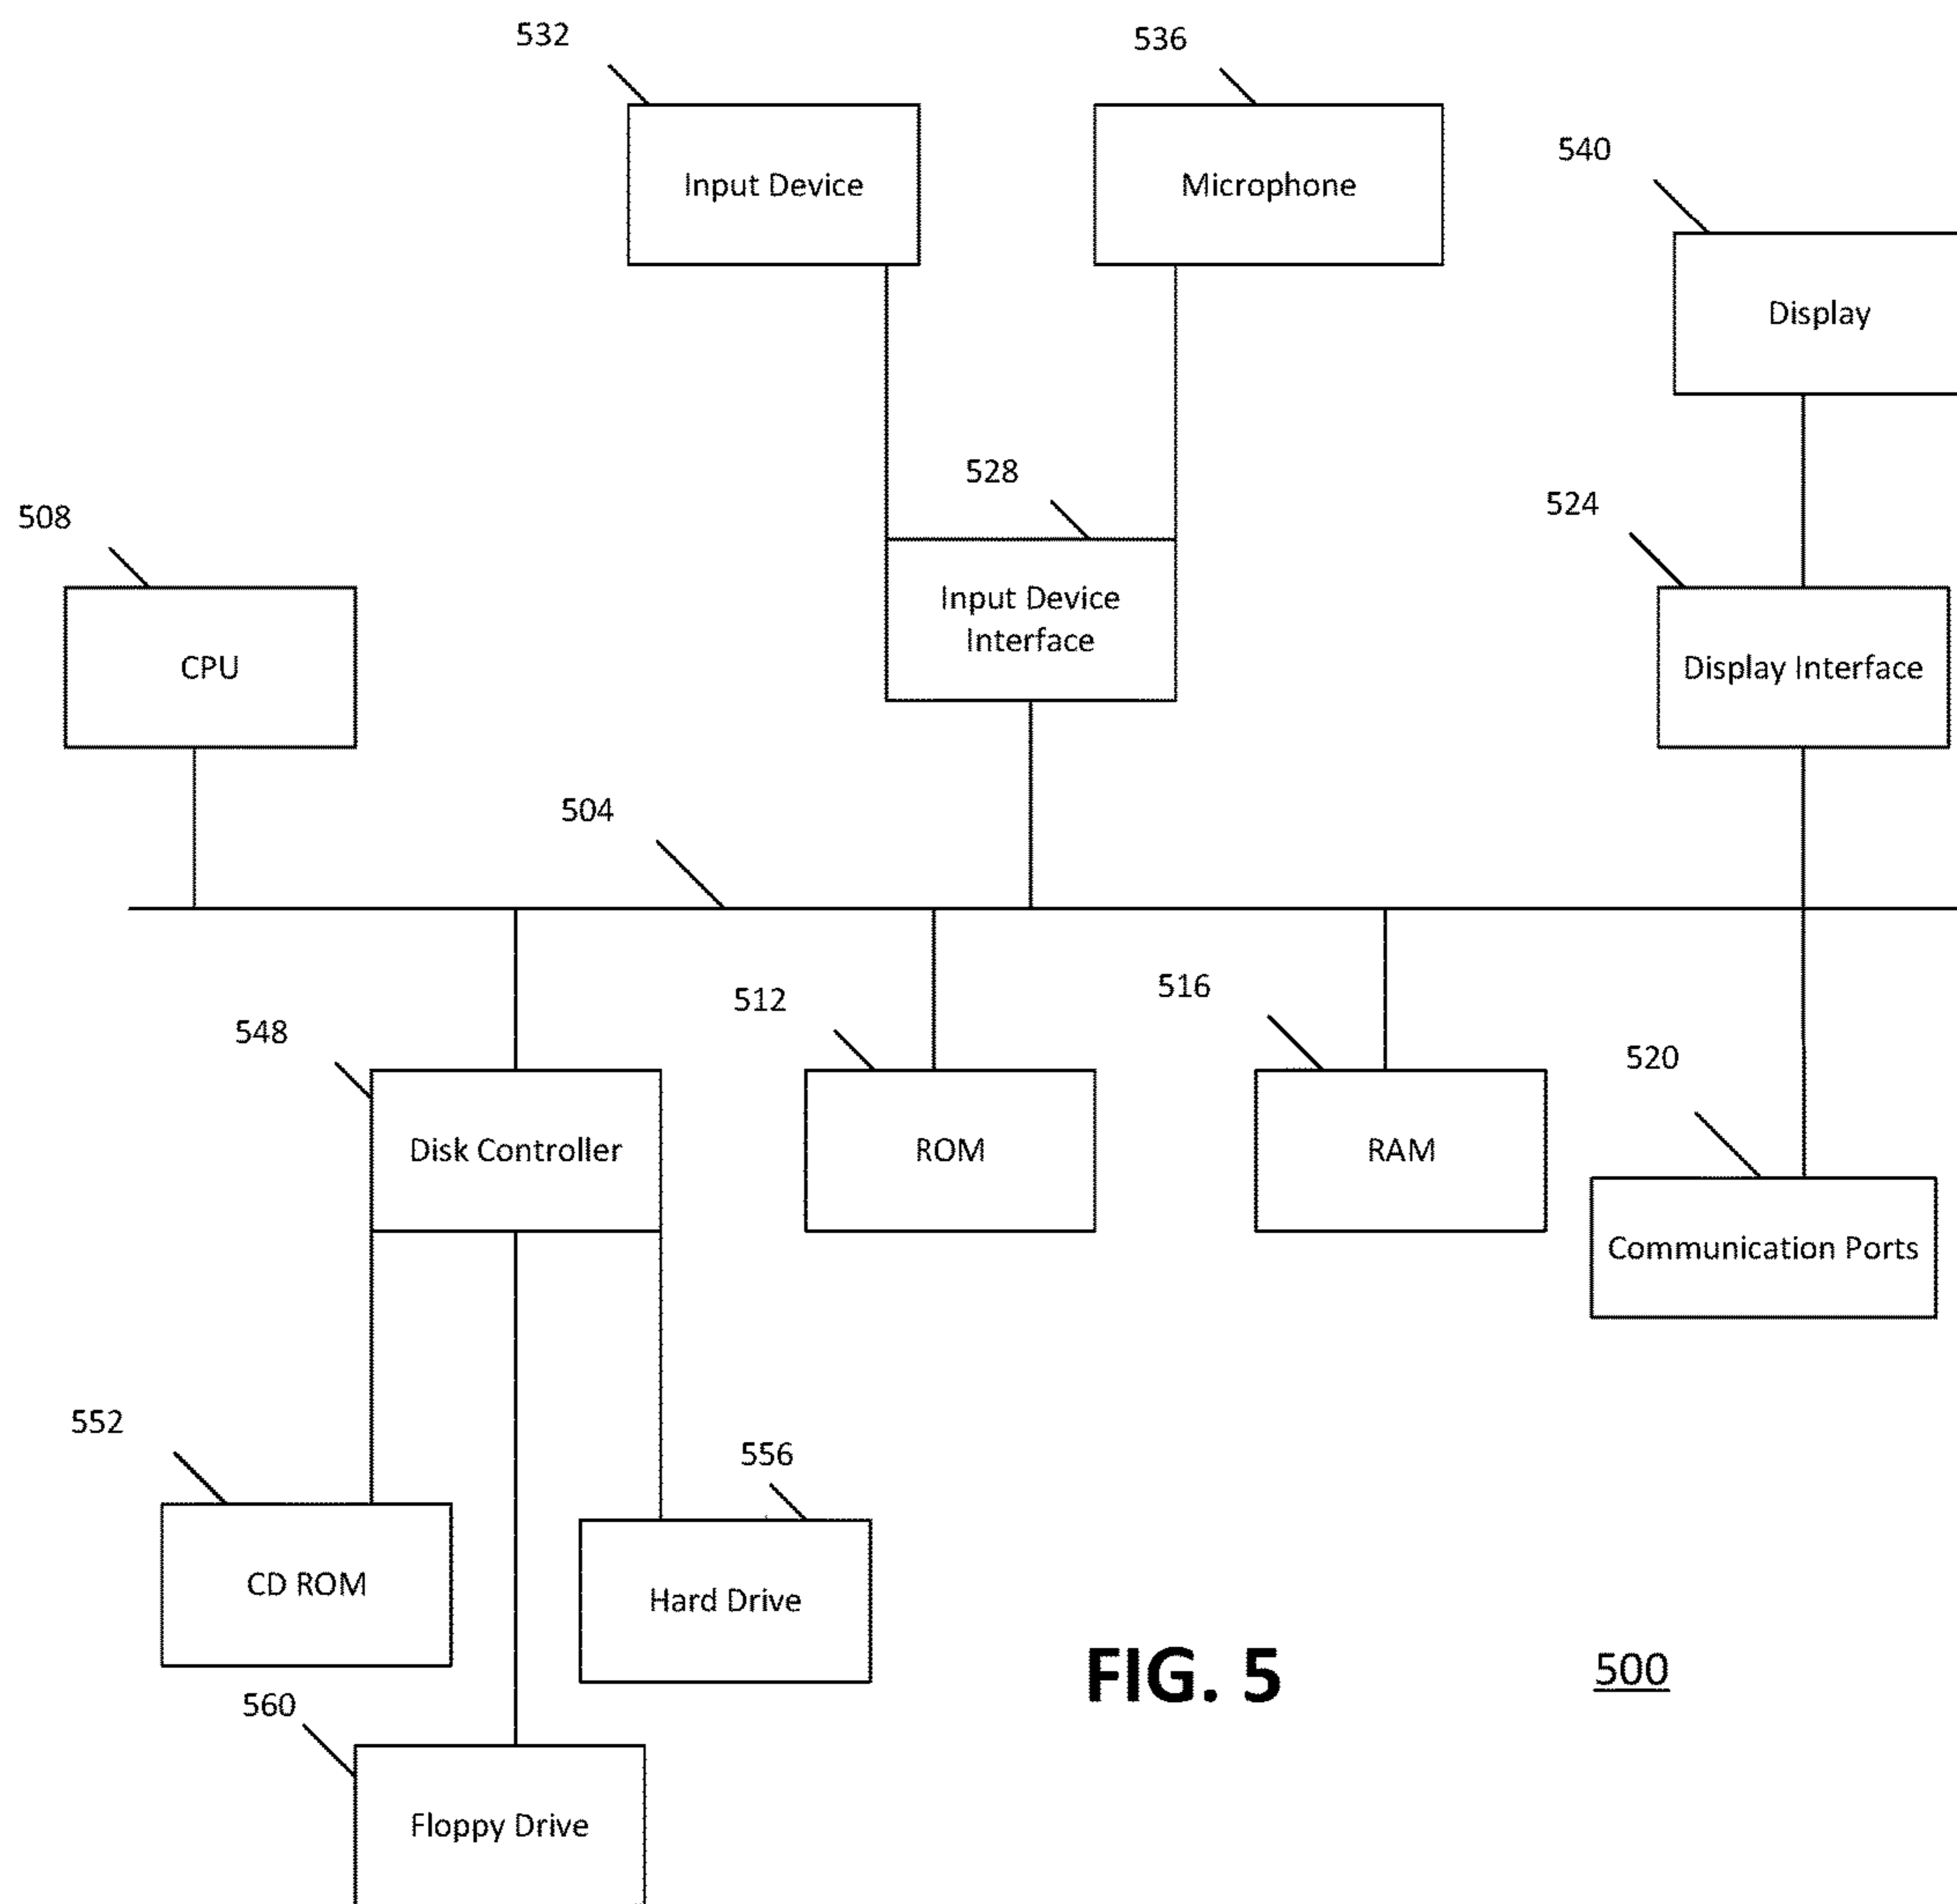 532
536
Input Device
Microphone
540
Display
528
524
508
Input Device
Interface
CPU
Display Interface
504
548
512
516
520
Disk Controller
ROM
RAM
Communication Ports
552
556
CD ROM
Hard Drive
FIG. 5
500
560
Floppy Drive